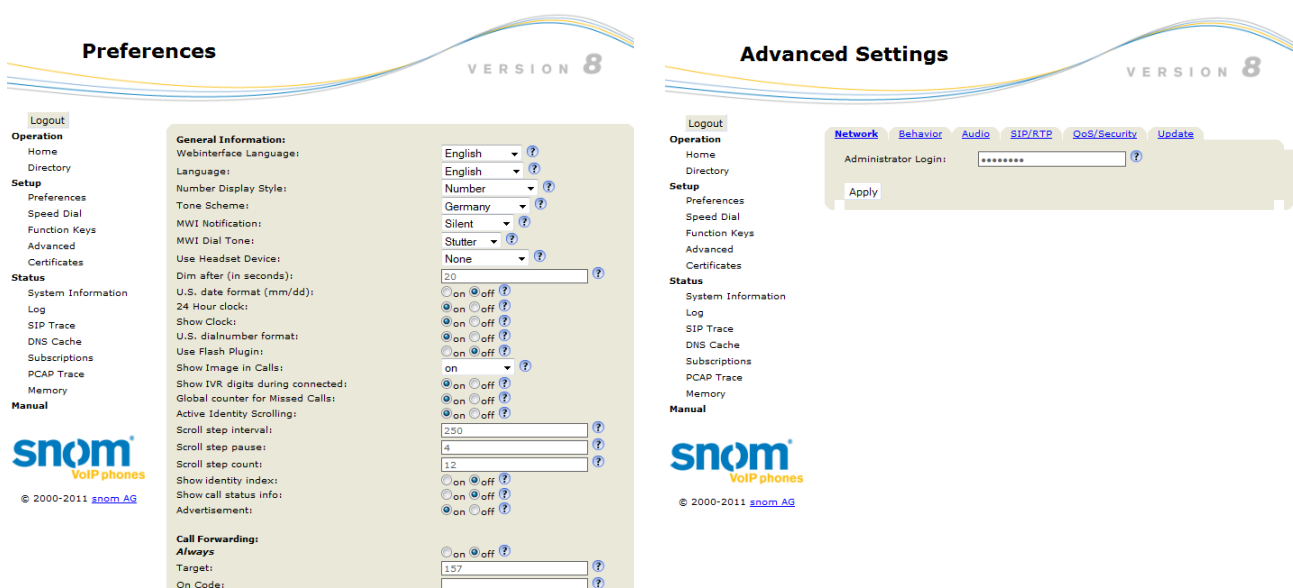 Preferences
VERSION 8
Logout
Operation
Home
Directory
Setup
Preferences
Speed Dial
Function Keys
Advanced
Certificates
Status
System Information
Log
SIP Trace
DNS Cache
Subscriptions
PCAP Trace
Memory
Manual
snom
VoIP phones
© 2000-2011 snom AG
General Information:
Webinterface Language: English ?
Language: English ?
Number Display Style: Number ?
Tone Scheme: Germany ?
MWI Notification: Silent ?
MWI Dial Tone: Stutter ?
Use Headset Device: None ?
Dim after (in seconds): 20 ?
U.S. date format (mm/dd): on off ?
24 Hour clock: on off ?
Show Clock: on off ?
U.S. dialnumber format: on off ?
Use Flash Plugin: on off ?
Show Image in Calls: on ?
Show IVR digits during connected: on off ?
Global counter for Missed Calls: on off ?
Active Identity Scrolling: on off ?
Scroll step interval: 250 ?
Scroll step pause: 4 ?
Scroll step count: 12 ?
Show identity index: on off ?
Show call status info: on off ?
Advertisement: on off ?
Call Forwarding:
Always on off ?
Target: 157 ?
On Code: ?
Advanced Settings
VERSION 8
Logout
Operation
Home
Directory
Setup
Preferences
Speed Dial
Function Keys
Advanced
Certificates
Status
System Information
Log
SIP Trace
DNS Cache
Subscriptions
PCAP Trace
Memory
Manual
snom
VoIP phones
© 2000-2011 snom AG
Network Behavior Audio SIP/RTP QoS/Security Update
Administrator Login: •••••••• ?
Apply